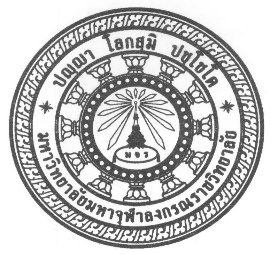 ปญฺญา โลกสฺมิ ปชฺโชโต
ม จ ร
มหาวิทยาลัยมหาจุฬาลงกรณราชวิทยาลัย